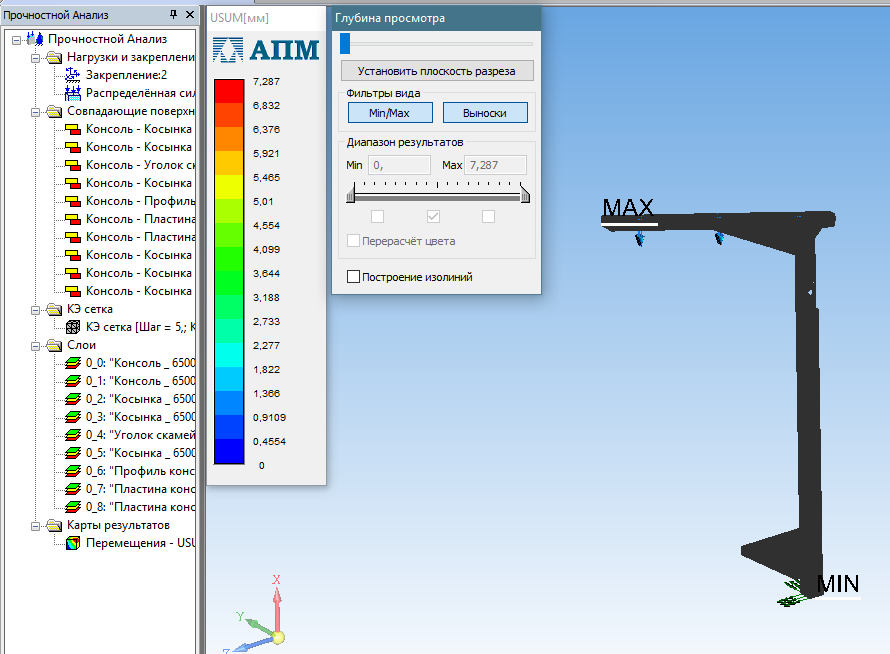 Прочностной Анализ
Прочностной Анализ
Нагрузки и закреплени
Закрепление:2
Распределённая сил
Совпадающие поверхн
Консоль - Косынка
Консоль - Косынка
Консоль - Уголок ск
Консоль - Косынка
Консоль - Профиль
Консоль - Пластина
Консоль - Пластина
Консоль - Косынка
Консоль - Косынка
Консоль - Косынка
КЭ сетка
КЭ сетка [Шаг = 5,; К
Слои
0_0: "Консоль _ 6500
0_1: "Консоль _ 6500
0_2: "Косынка _ 6500
0_3: "Косынка _ 6500
0_4: "Уголок скамей
0_5: "Косынка _ 6500
0_6: "Профиль конс
0_7: "Пластина конс
0_8: "Пластина конс
Карты результатов
Перемещения - USU
USUM[мм]
АПМ
7,287
6,832
6,376
5,921
5,465
5,01
4,554
4,099
3,644
3,188
2,733
2,277
1,822
1,366
0,9109
0,4554
0
Глубина просмотра
Установить плоскость разреза
Фильтры вида
Min/Max
Выноски
Диапазон результатов
Min 0, Max 7,287
Перерасчёт цвета
Построение изолиний
MAX
MIN
X
Y
Z